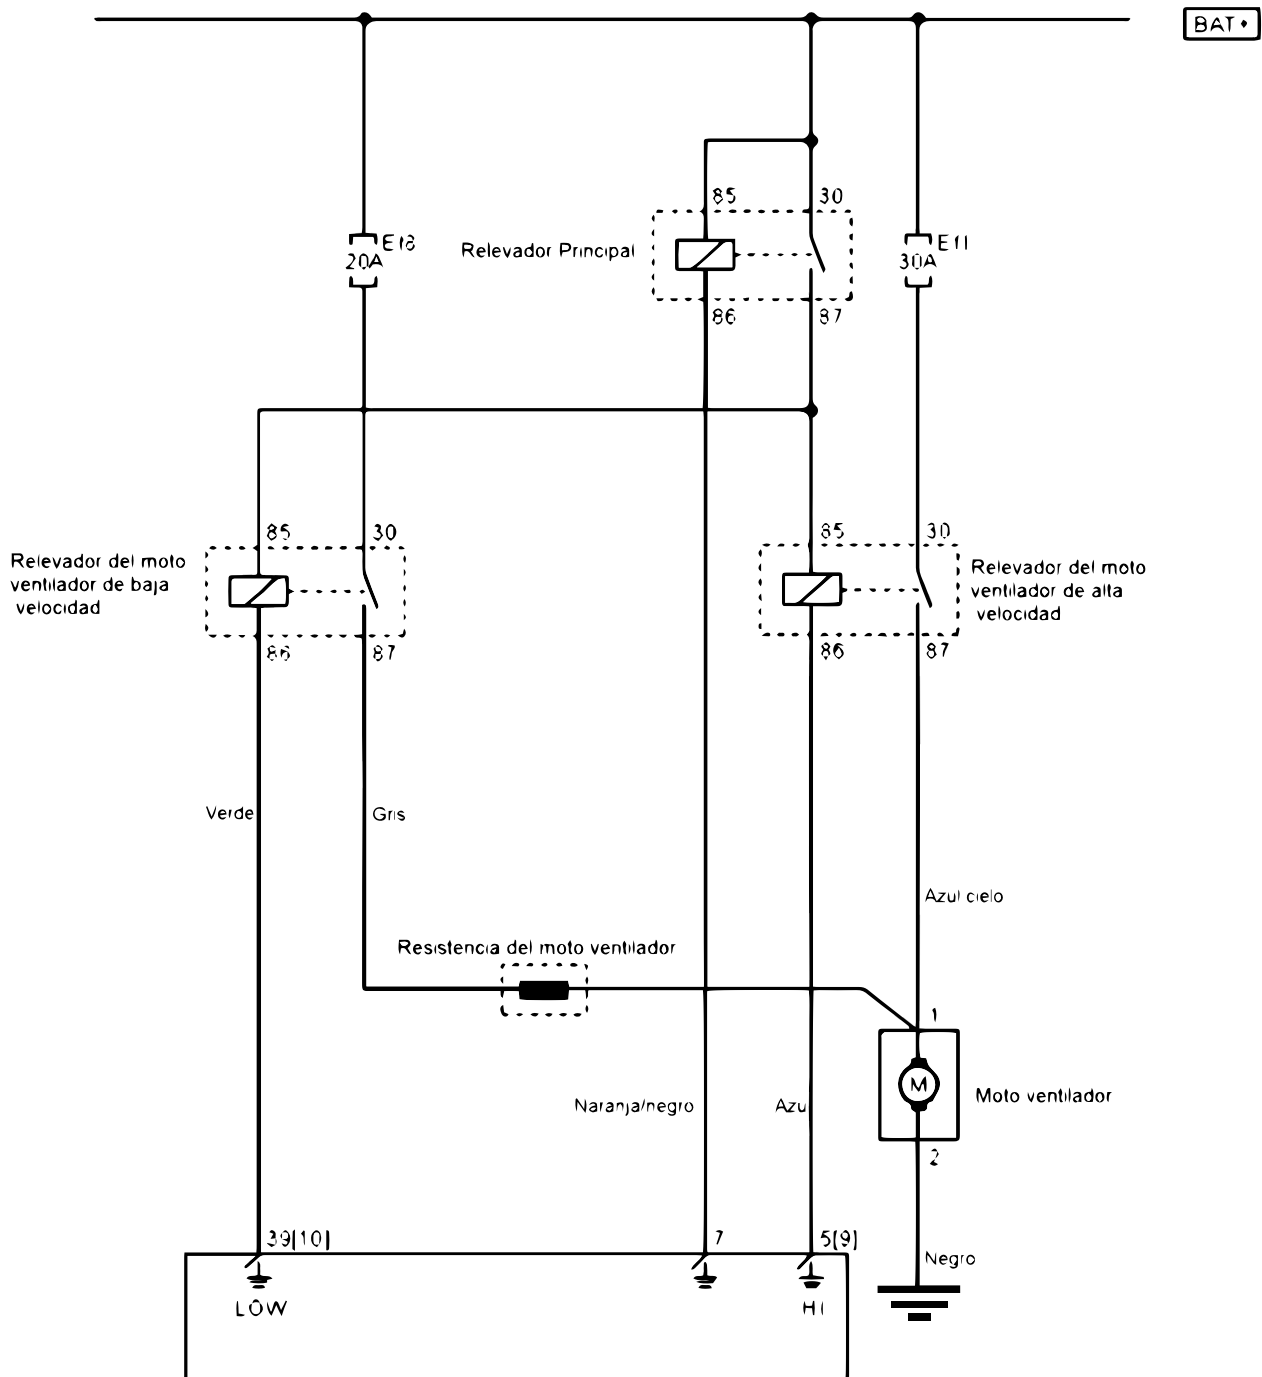 BAT +
E18
20A
Relevador Principal
85
30
86
87
E11
30A
Relevador del moto
ventilador de baja
velocidad
85
30
86
87
85
30
86
87
Relevador del moto
ventilador de alta
velocidad
Verde
Gris
Azul cielo
Resistencia del moto ventilador
1
M
Moto ventilador
2
Naranja/negro
Azul
39[10]
7
5[9]
Negro
LOW
HI